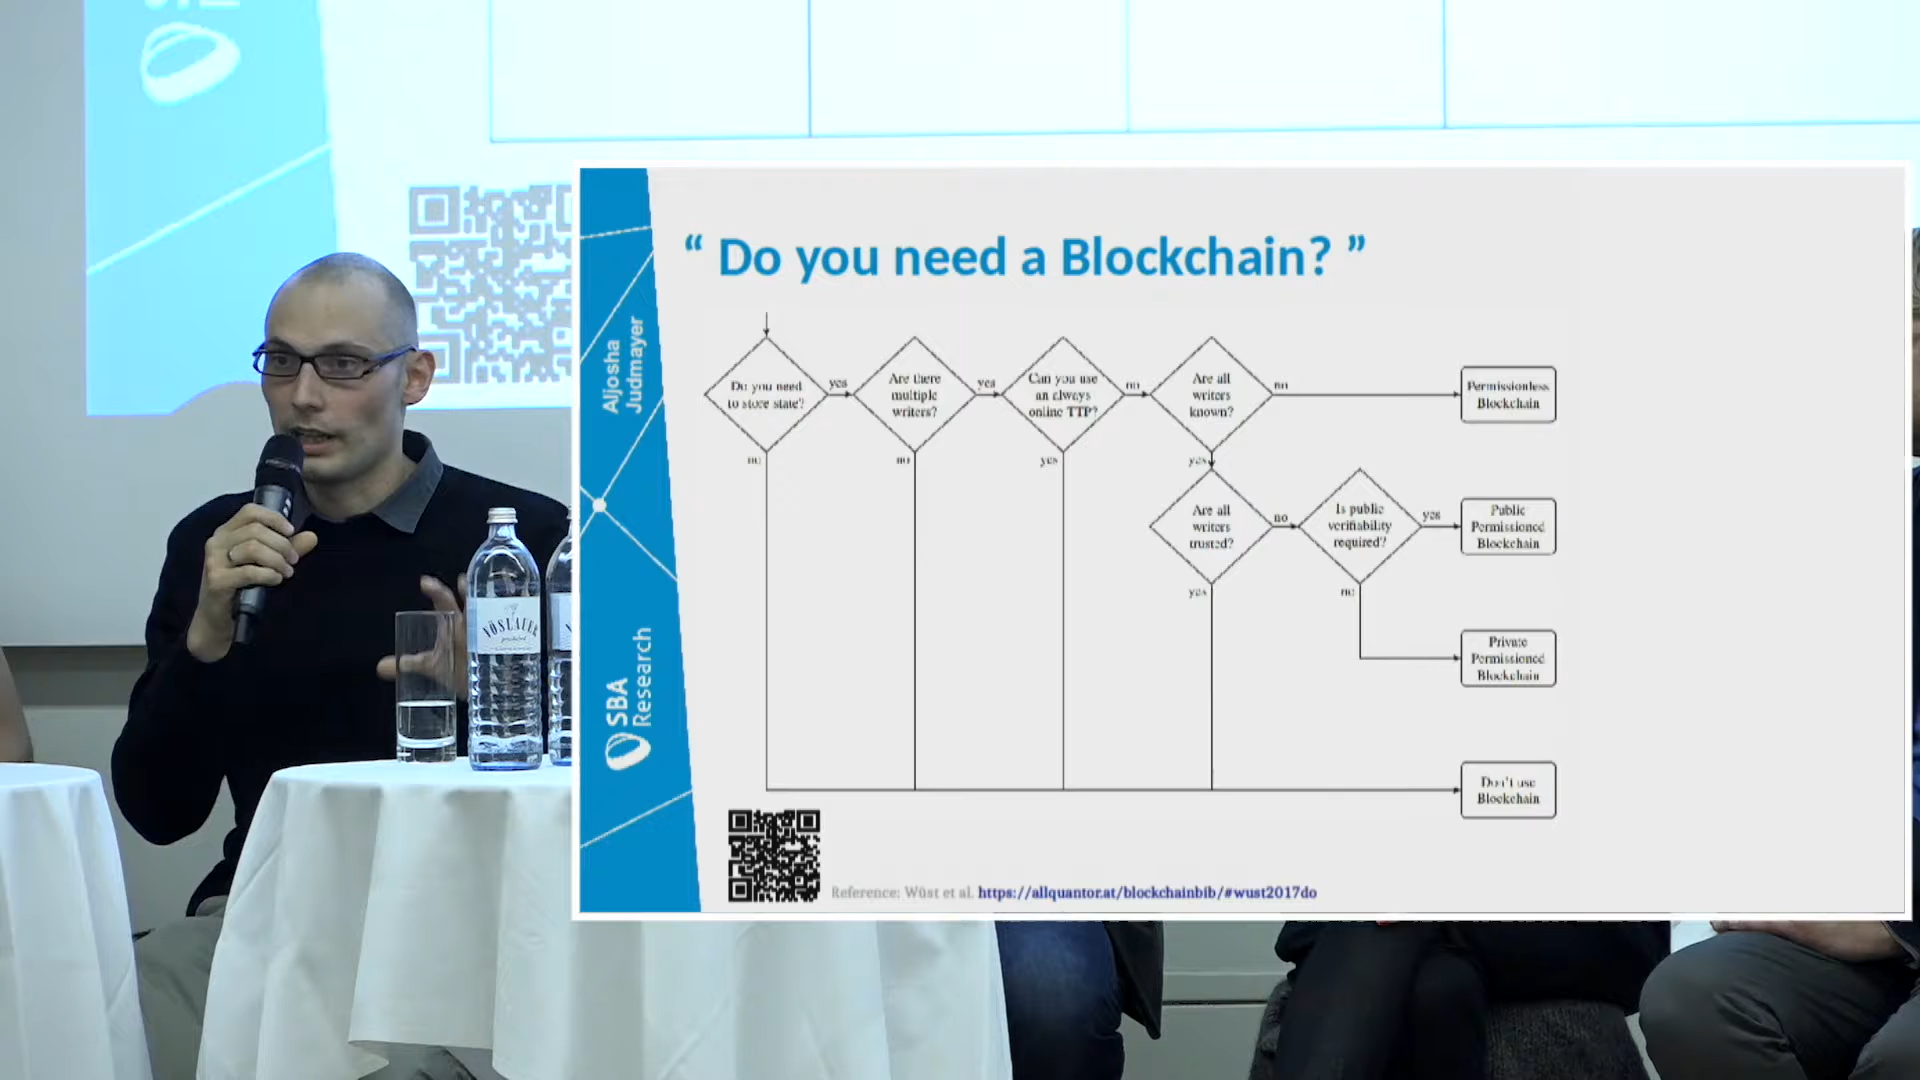 “ Do you need a Blockchain? ”
Aljosha
Judmayer
SBA
Research
Do you need
to store state?
yes
no
Are there
multiple
writers?
yes
no
Can you use
an always
online TTP?
no
yes
Are all
writers
known?
no
yes
Permissionless
Blockchain
Are all
writers
trusted?
no
yes
Is public
verifiability
required?
yes
no
Public
Permissioned
Blockchain
Private
Permissioned
Blockchain
Don't use
Blockchain
Reference: Wüst et al. https://allquantor.at/blockchainbib/#wust2017do
VÖSLAUER